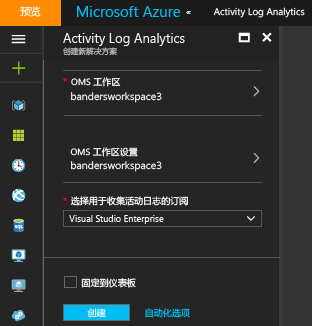 预览
Microsoft Azure
Activity Log Analytics
Activity Log Analytics
创建新解决方案
* OMS 工作区
bandersworkspace3
OMS 工作区设置
bandersworkspace3
* 选择用于收集活动日志的订阅
Visual Studio Enterprise
固定到仪表板
创建
自动化选项
SQL